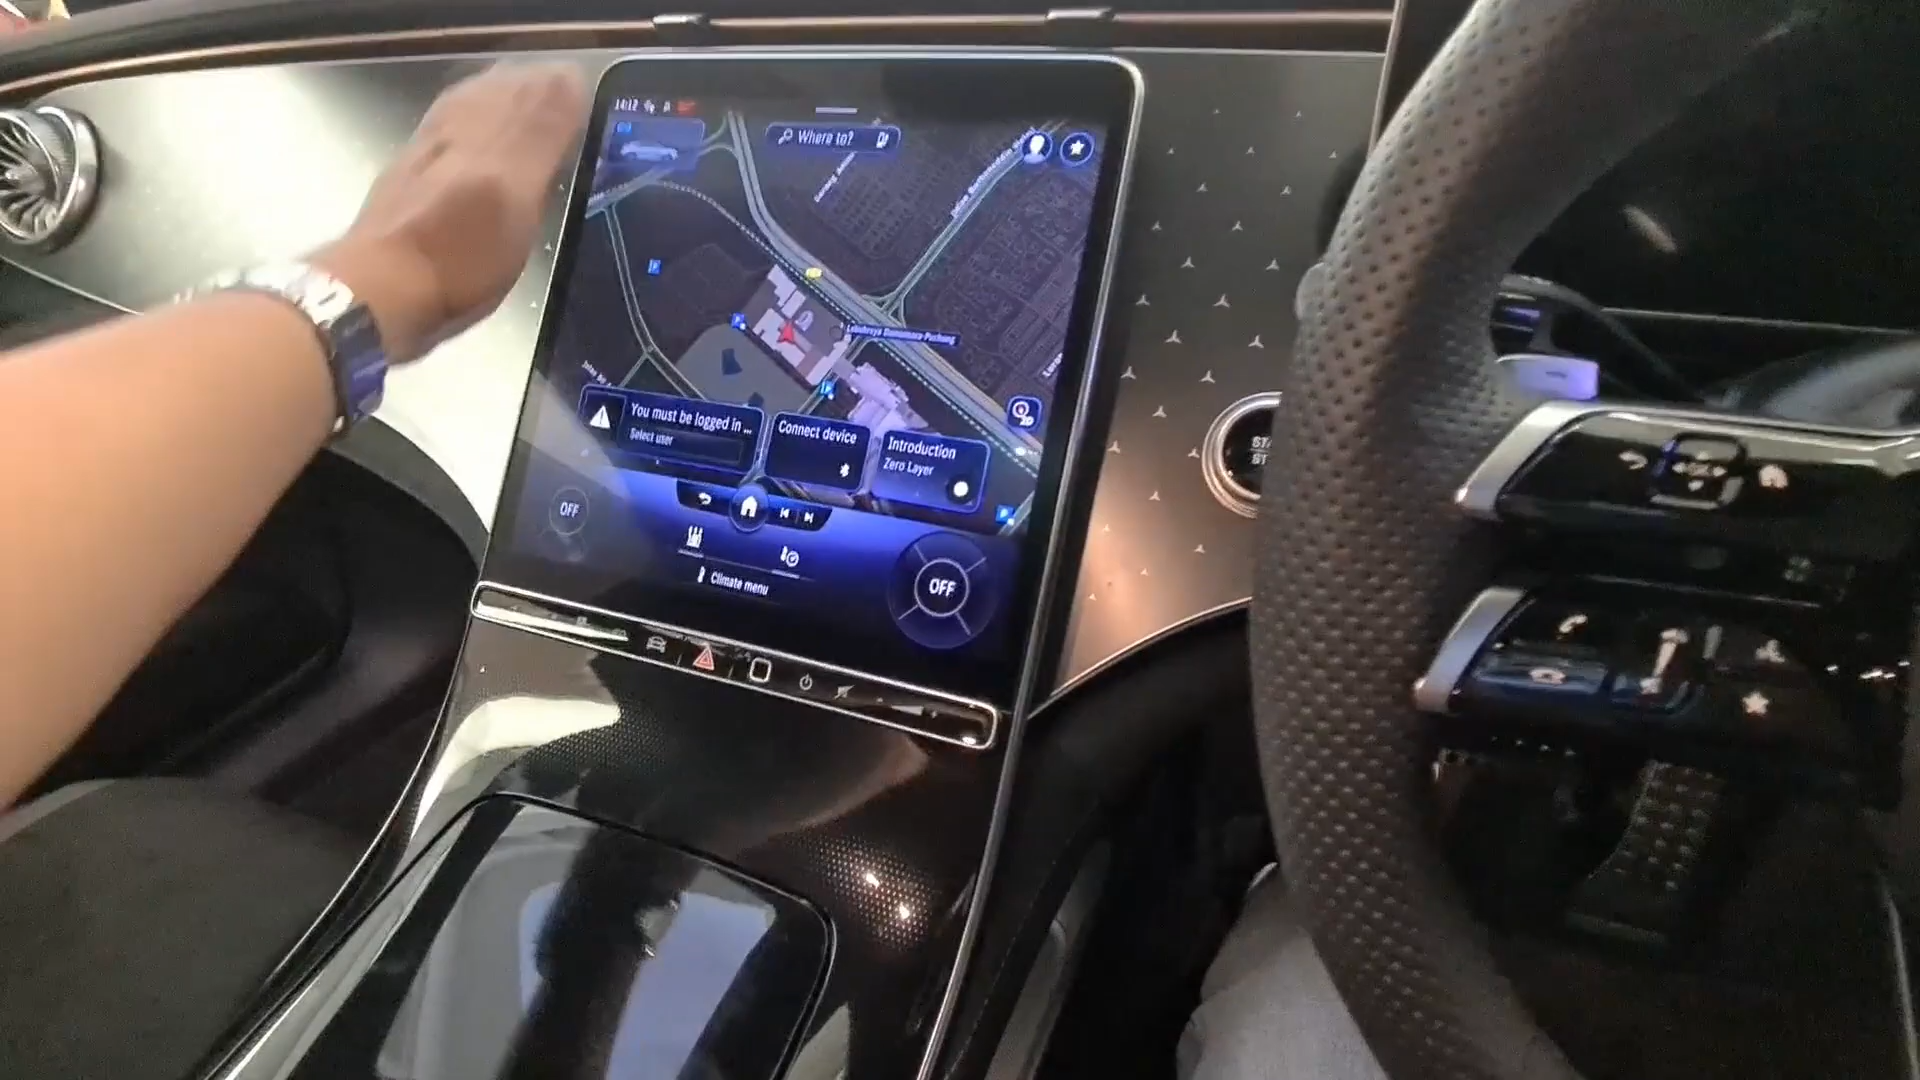 14:12
Where to?
Lebuhraya Damansara-Puchong
You must be logged in ...
Select user
Connect device
Introduction
Zero Layer
2D
OFF
Climate menu
OFF